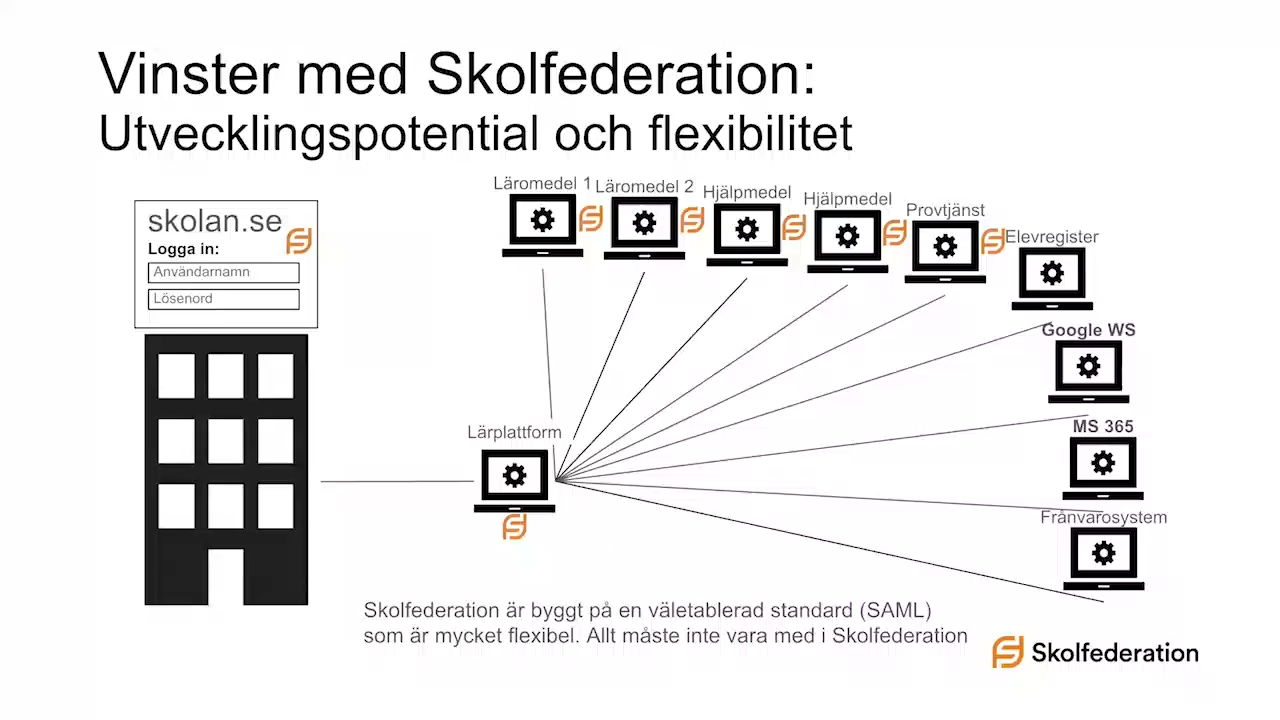 Vinster med Skolfederation:
Utvecklingspotential och flexibilitet
skolan.se
Logga in:
Användarnamn
Lösenord
Läromedel 1
Läromedel 2
Hjälpmedel
Hjälpmedel
Provtjänst
Elevregister
Google WS
MS 365
Frånvarosystem
Lärplattform
Skolfederation är byggt på en väletablerad standard (SAML)
som är mycket flexibel. Allt måste inte vara med i Skolfederation
Skolfederation